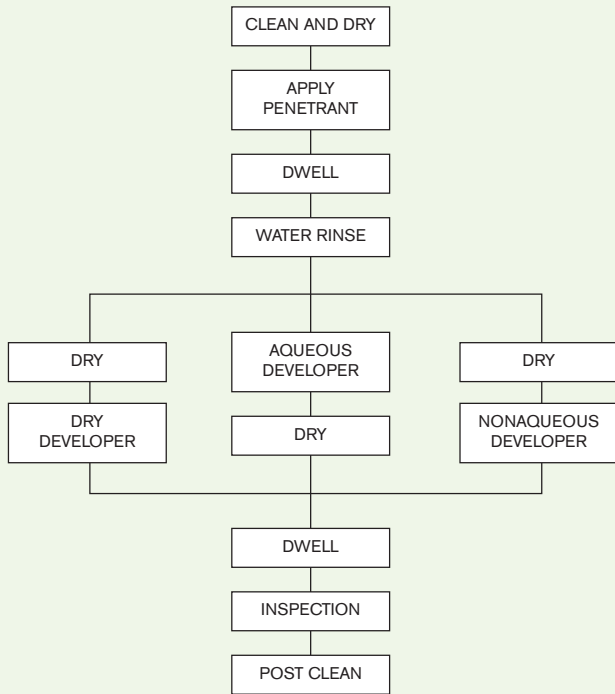 CLEAN AND DRY
APPLY
PENETRANT
DWELL
WATER RINSE
DRY
DRY
DEVELOPER
AQUEOUS
DEVELOPER
DRY
DRY
NONAQUEOUS
DEVELOPER
DWELL
INSPECTION
POST CLEAN